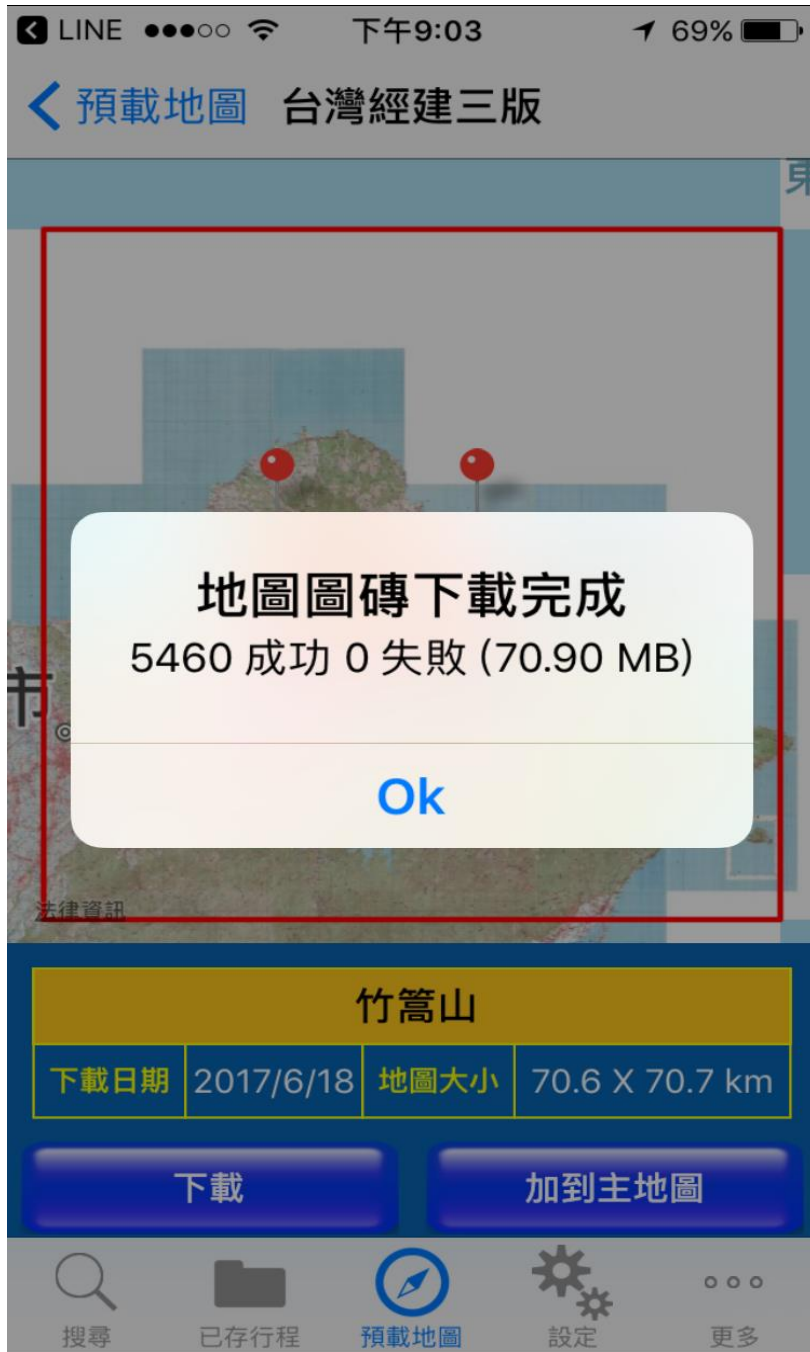 LINE 下午9:03 69%
預載地圖 台灣經建三版
東
地圖圖磚下載完成
5460 成功 0 失敗 (70.90 MB)
市
Ok
法律資訊
竹篙山
下載日期 2017/6/18 地圖大小 70.6 X 70.7 km
下載 加到主地圖
搜尋 已存行程 預載地圖 設定 更多